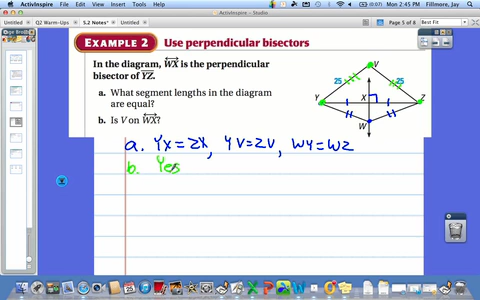 ActivInspire File Edit View Insert Tools Help (0:07) Mon 2:45 PM Fillmore, Jay
ActivInspire - Studio
Q2 Warm-Ups 5.2 Notes* Untitled Page 5 of 8 Best Fit
EXAMPLE 2 Use perpendicular bisectors
In the diagram, WX is the perpendicular
bisector of YZ.
a. What segment lengths in the diagram
are equal?
b. Is V on WX?
V
25 25
Y X Z
W
a. YX = ZX, YV = ZV, WY = WZ
b. Yes